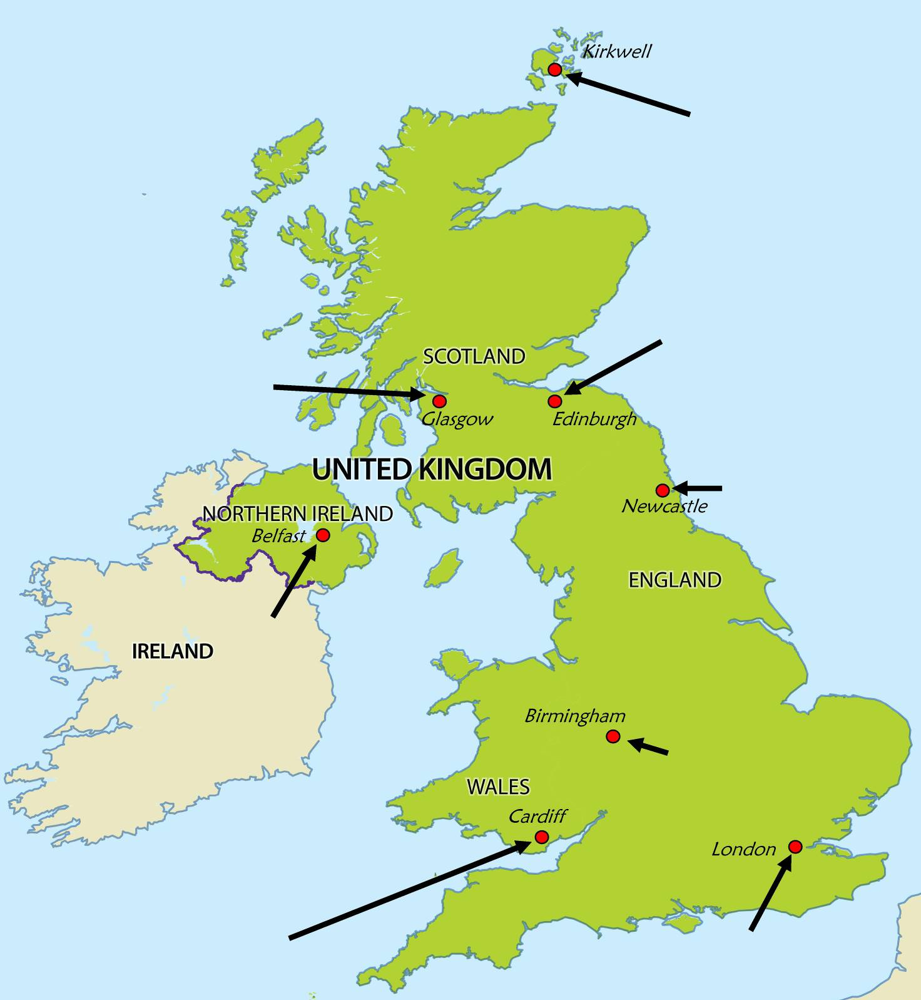 Kirkwell
SCOTLAND
Glasgow
Edinburgh
UNITED KINGDOM
Newcastle
NORTHERN IRELAND
Belfast
ENGLAND
IRELAND
Birmingham
WALES
Cardiff
London